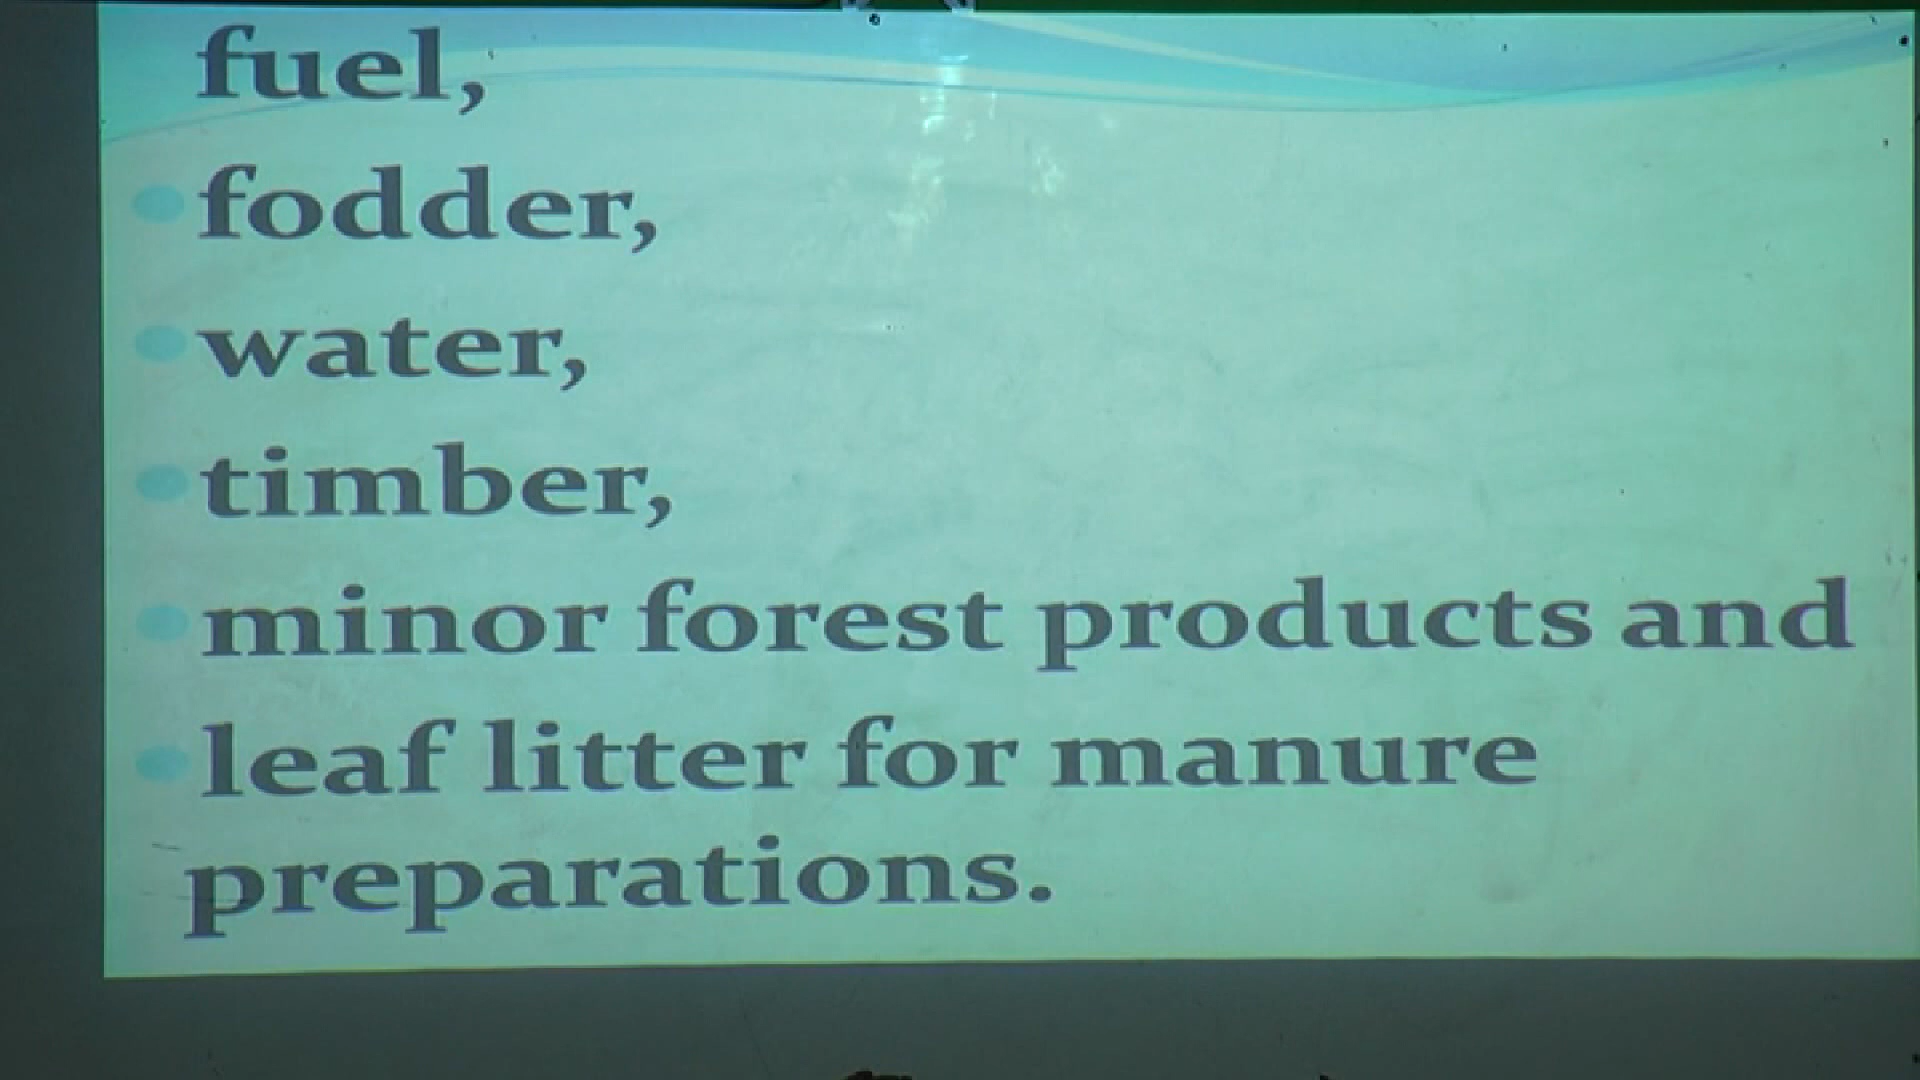 fuel,
fodder,
water,
timber,
minor forest products and
leaf litter for manure
preparations.